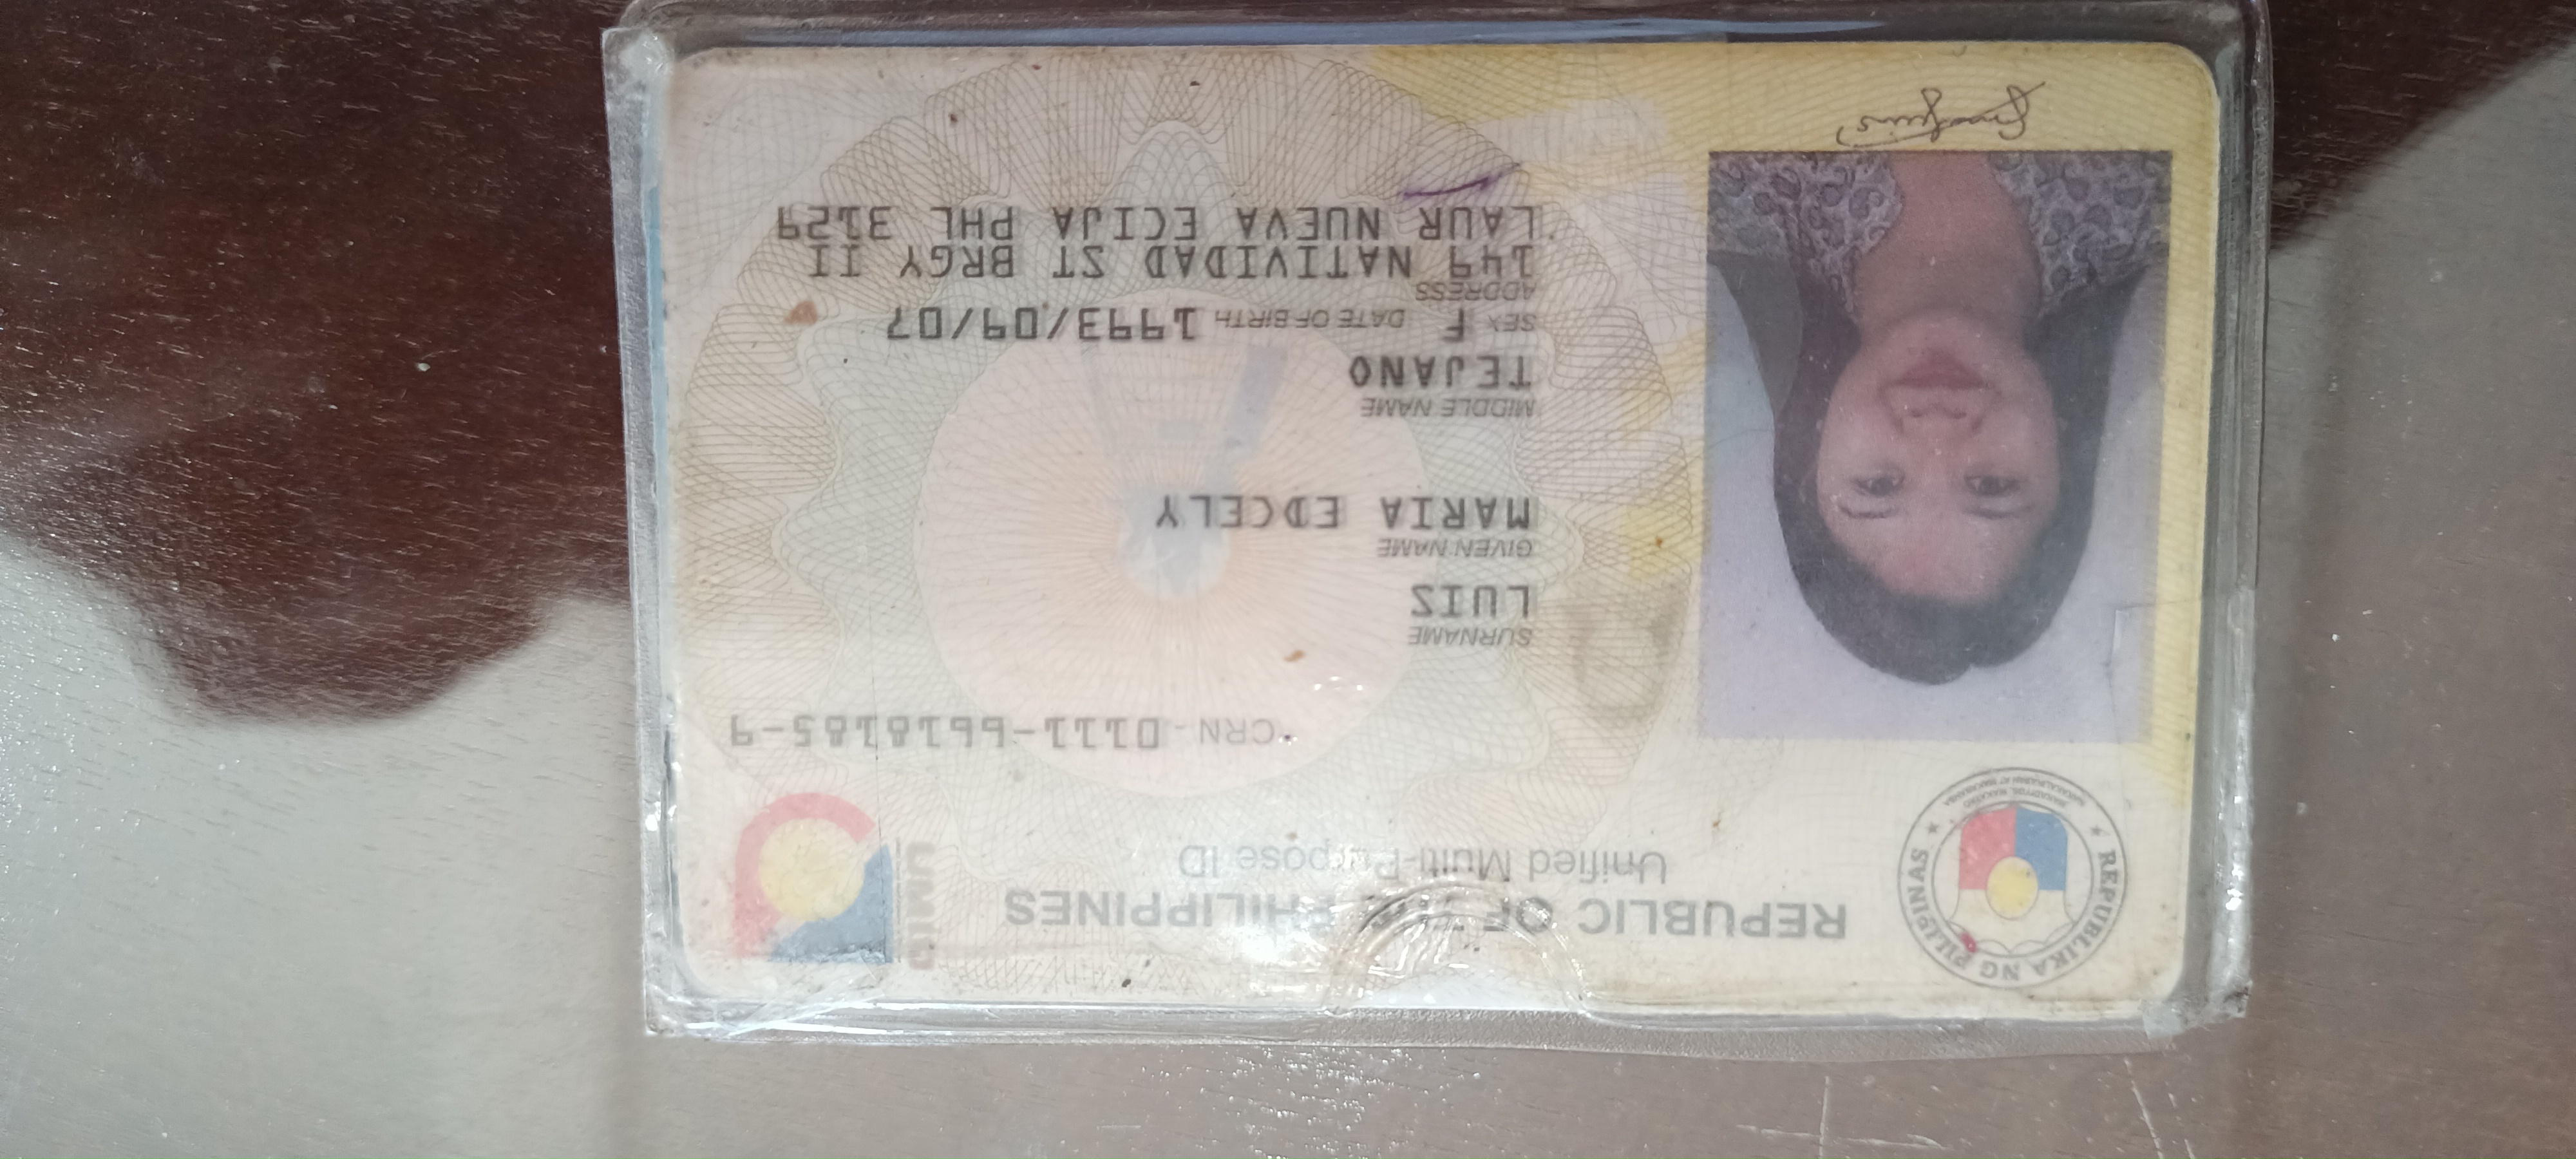 REPUBLIC OF THE PHILIPPINES
Unified Multi-Purpose ID
UMID
REPUBLIKA NG PILIPINAS
CRN - 0111-6618185-9
SURNAME
LUIS
GIVEN NAME
MARIA EDCELY
MIDDLE NAME
TEJANO
SEX F DATE OF BIRTH 1993/09/07
ADDRESS
149 NATIVIDAD ST BRGY II
LAUR NUEVA ECIJA PHL 3129